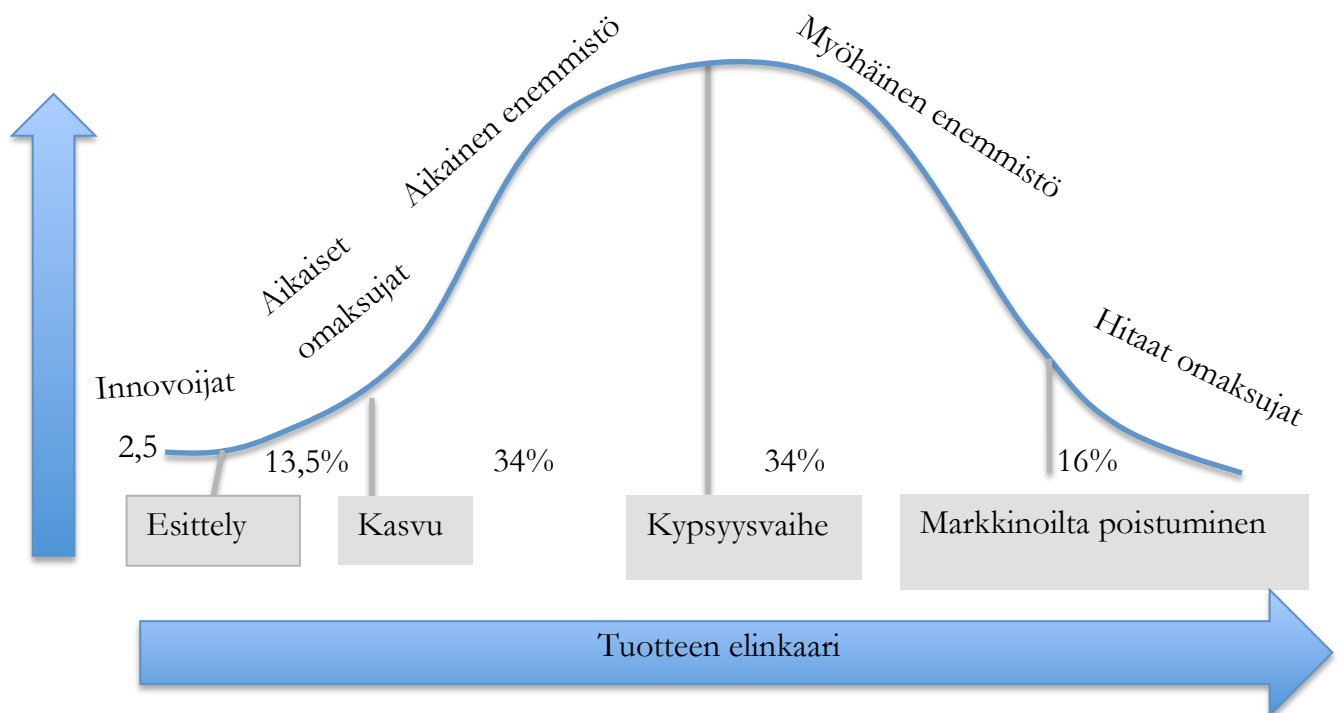 Innovoijat
Aikaiset
omaksujat
Aikainen enemmistö
Myöhäinen enemmistö
Hitaat omaksujat
2,5
13,5%
34%
34%
16%
Esittely
Kasvu
Kypsyysvaihe
Markkinoilta poistuminen
Tuotteen elinkaari